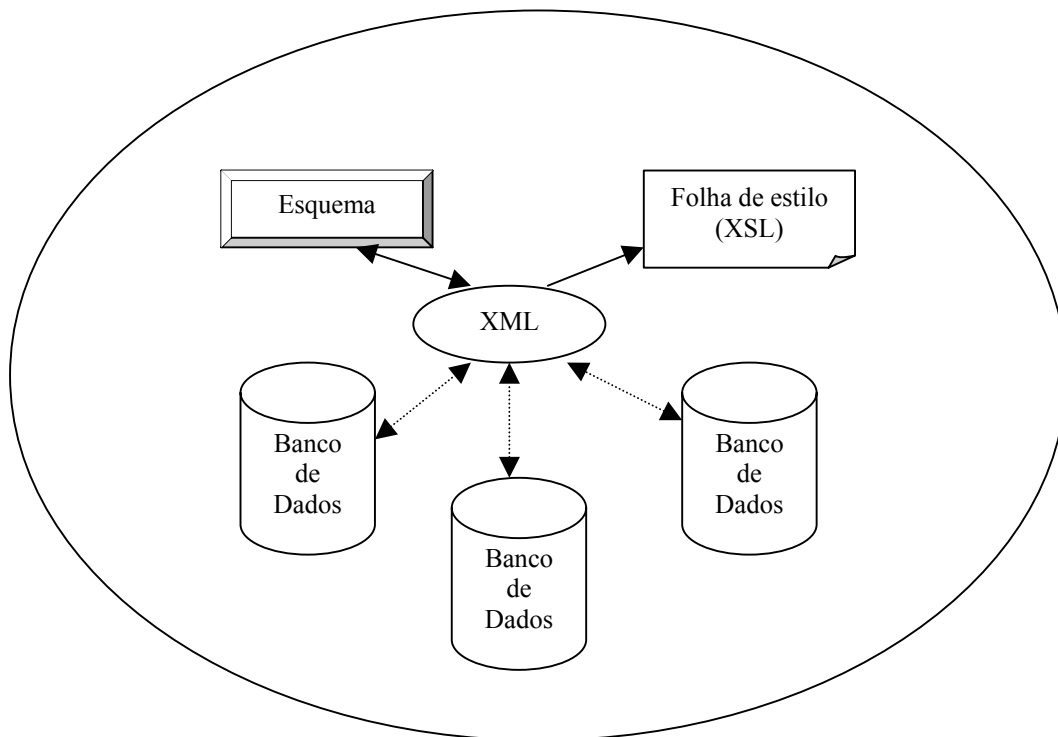 Esquema
Folha de estilo
(XSL)
XML
Banco
de
Dados
Banco
de
Dados
Banco
de
Dados